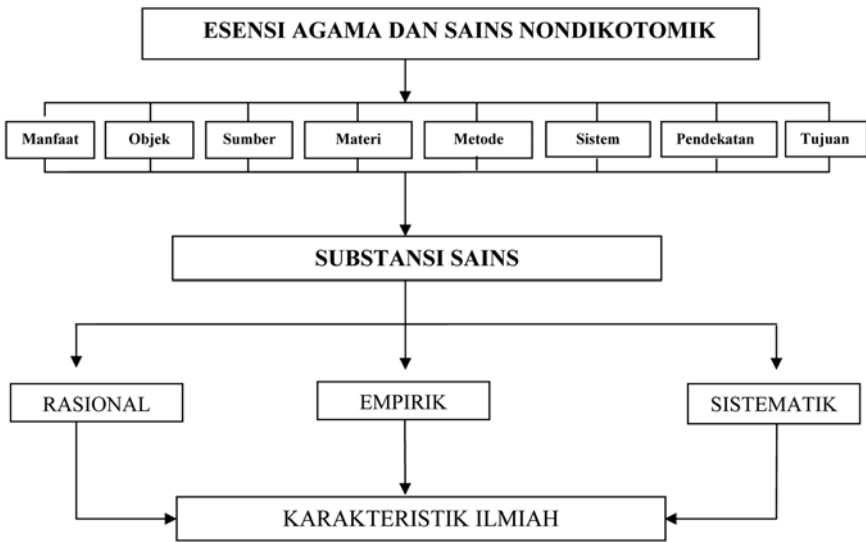 ESENSI AGAMA DAN SAINS NONDIKOTOMIK
Manfaat
Objek
Sumber
Materi
Metode
Sistem
Pendekatan
Tujuan
SUBSTANSI SAINS
RASIONAL
EMPIRIK
SISTEMATIK
KARAKTERISTIK ILMIAH